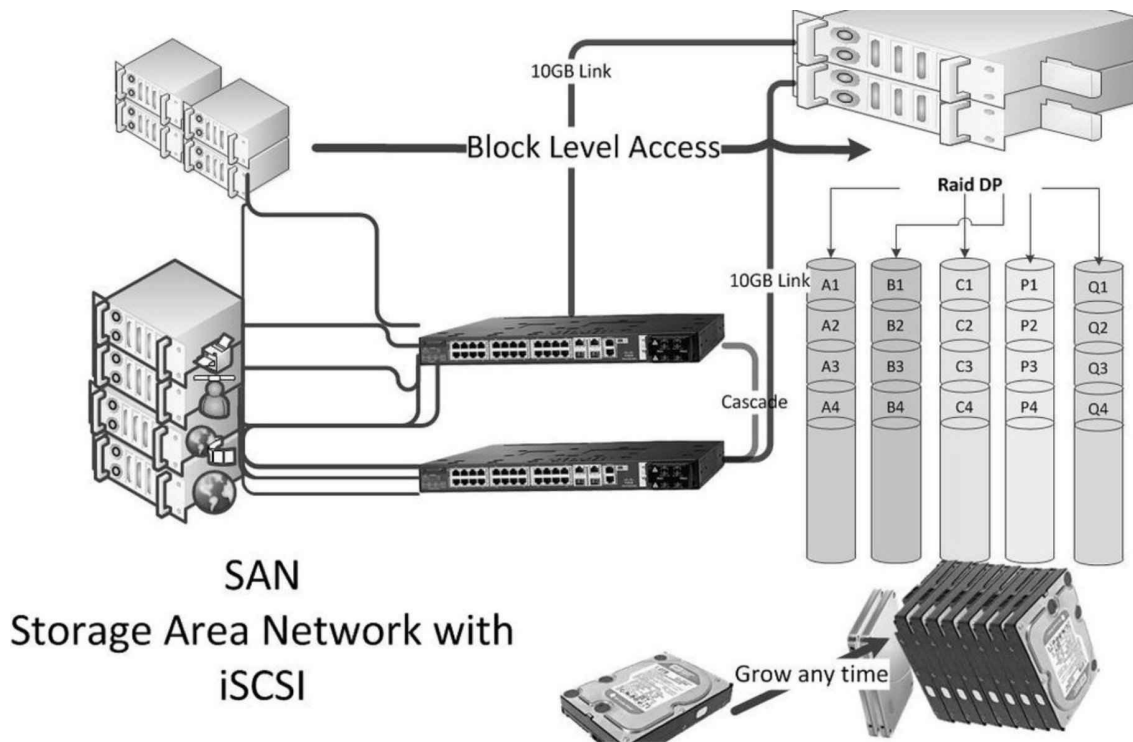 10GB Link
Block Level Access
Raid DP
10GB Link
A1 B1 C1 P1 Q1
A2 B2 C2 P2 Q2
A3 B3 C3 P3 Q3
A4 B4 C4 P4 Q4
Cascade
SAN
Storage Area Network with
iSCSI
Grow any time